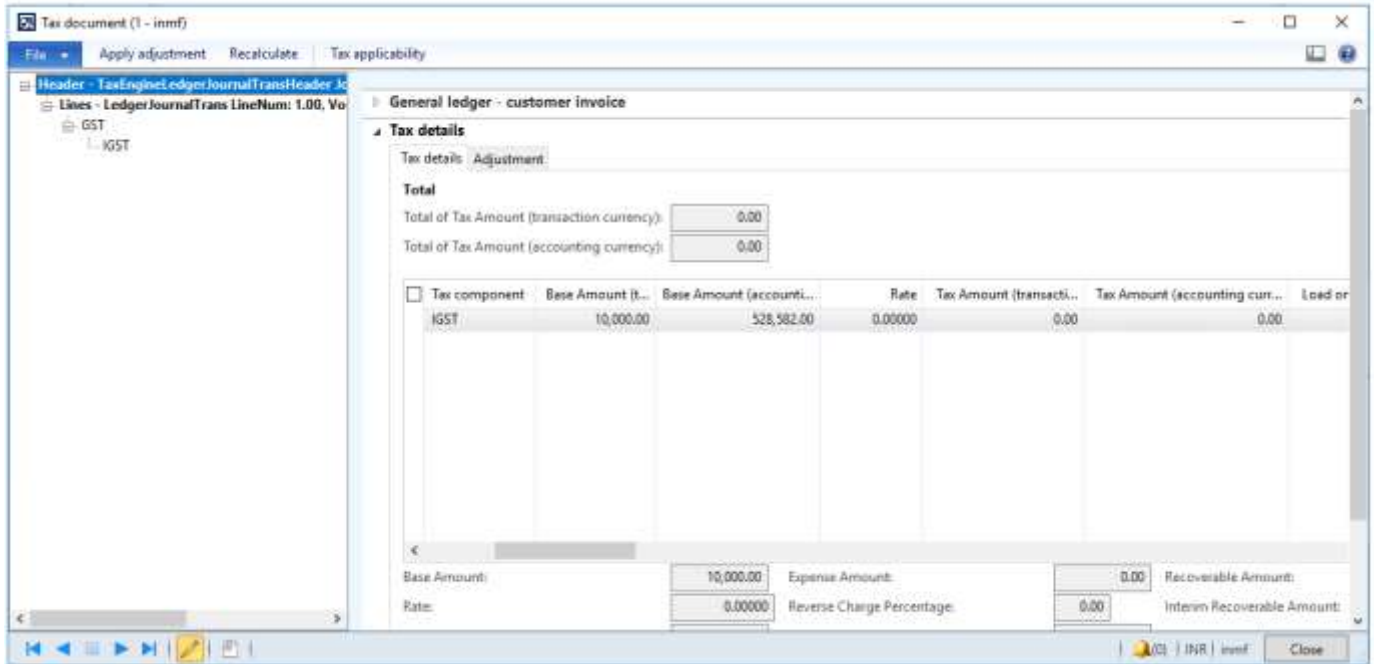 Tax document (1 - inmf)
File Apply adjustment Recalculate Tax applicability
Header - TaxEngineLedgerJournalTransHeader Jo
Lines - LedgerJournalTrans LineNum: 1.00, Vo
GST
IGST
General ledger - customer invoice
Tax details
Tax details Adjustment
Total
Total of Tax Amount (transaction currency): 0.00
Total of Tax Amount (accounting currency): 0.00
Tax component Base Amount (t... Base Amount (accounti... Rate Tax Amount (transacti... Tax Amount (accounting curr... Load or
IGST 10,000.00 528,582.00 0.00000 0.00 0.00
Base Amount: 10,000.00 Expense Amount: 0.00 Recoverable Amount:
Rate: 0.00000 Reverse Charge Percentage: 0.00 Interim Recoverable Amount:
(0) INR inmf Close